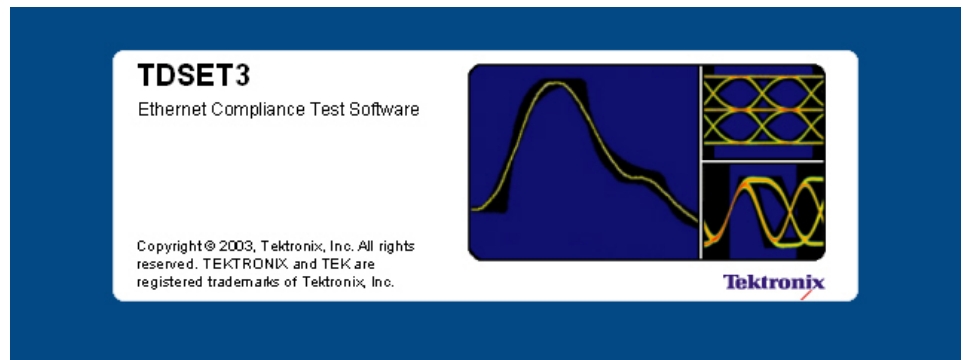 TDSET3
Ethernet Compliance Test Software
Copyright © 2003, Tektronix, Inc. All rights
reserved. TEKTRONIX and TEK are
registered trademarks of Tektronix, Inc.
Tektronix